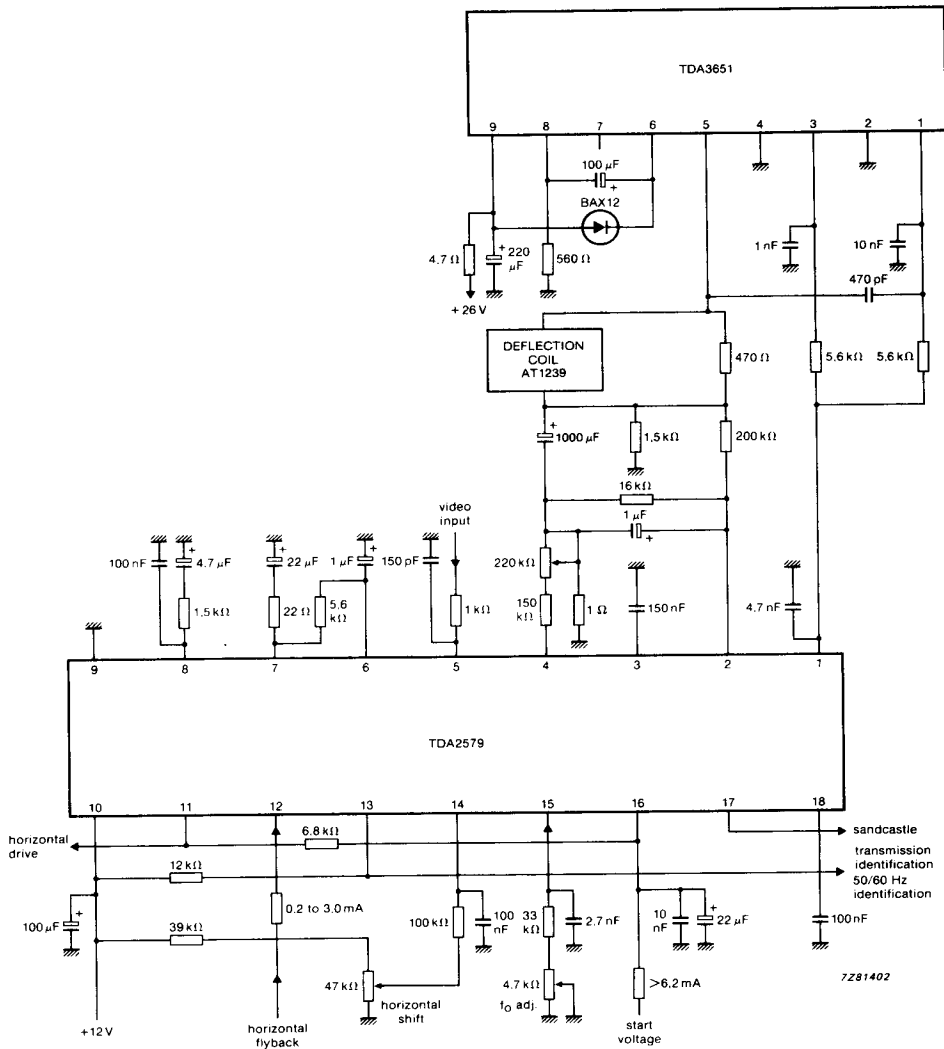 TDA3651
9 8 7 6 5 4 3 2 1
100 µF
+
BAX12
4.7 Ω
+
220
µF
560 Ω
+ 26 V
1 nF
10 nF
470 pF
DEFLECTION
COIL
AT1239
470 Ω
5,6 kΩ
5,6 kΩ
+
1000 µF
1,5 kΩ
200 kΩ
16 kΩ
1 µF
+
video
input
100 nF
+
4.7 µF
+
22 µF
1 µF
+
150 pF
220 kΩ
1,5 kΩ
22 Ω
5.6
kΩ
1 kΩ
150
kΩ
1 Ω
150 nF
4.7 nF
9 8 7 6 5 4 3 2 1
TDA2579
10 11 12 13 14 15 16 17 18
horizontal
drive
6.8 kΩ
sandcastle
12 kΩ
transmission
identification
50/60 Hz
identification
100 µF
+
0.2 to 3.0 mA
39 kΩ
100 kΩ
100
nF
33
kΩ
2.7 nF
10
nF
+
22 µF
100 nF
47 kΩ
horizontal
shift
4.7 kΩ
fO adj.
>6.2 mA
7Z81402
+12 V
horizontal
flyback
start
voltage